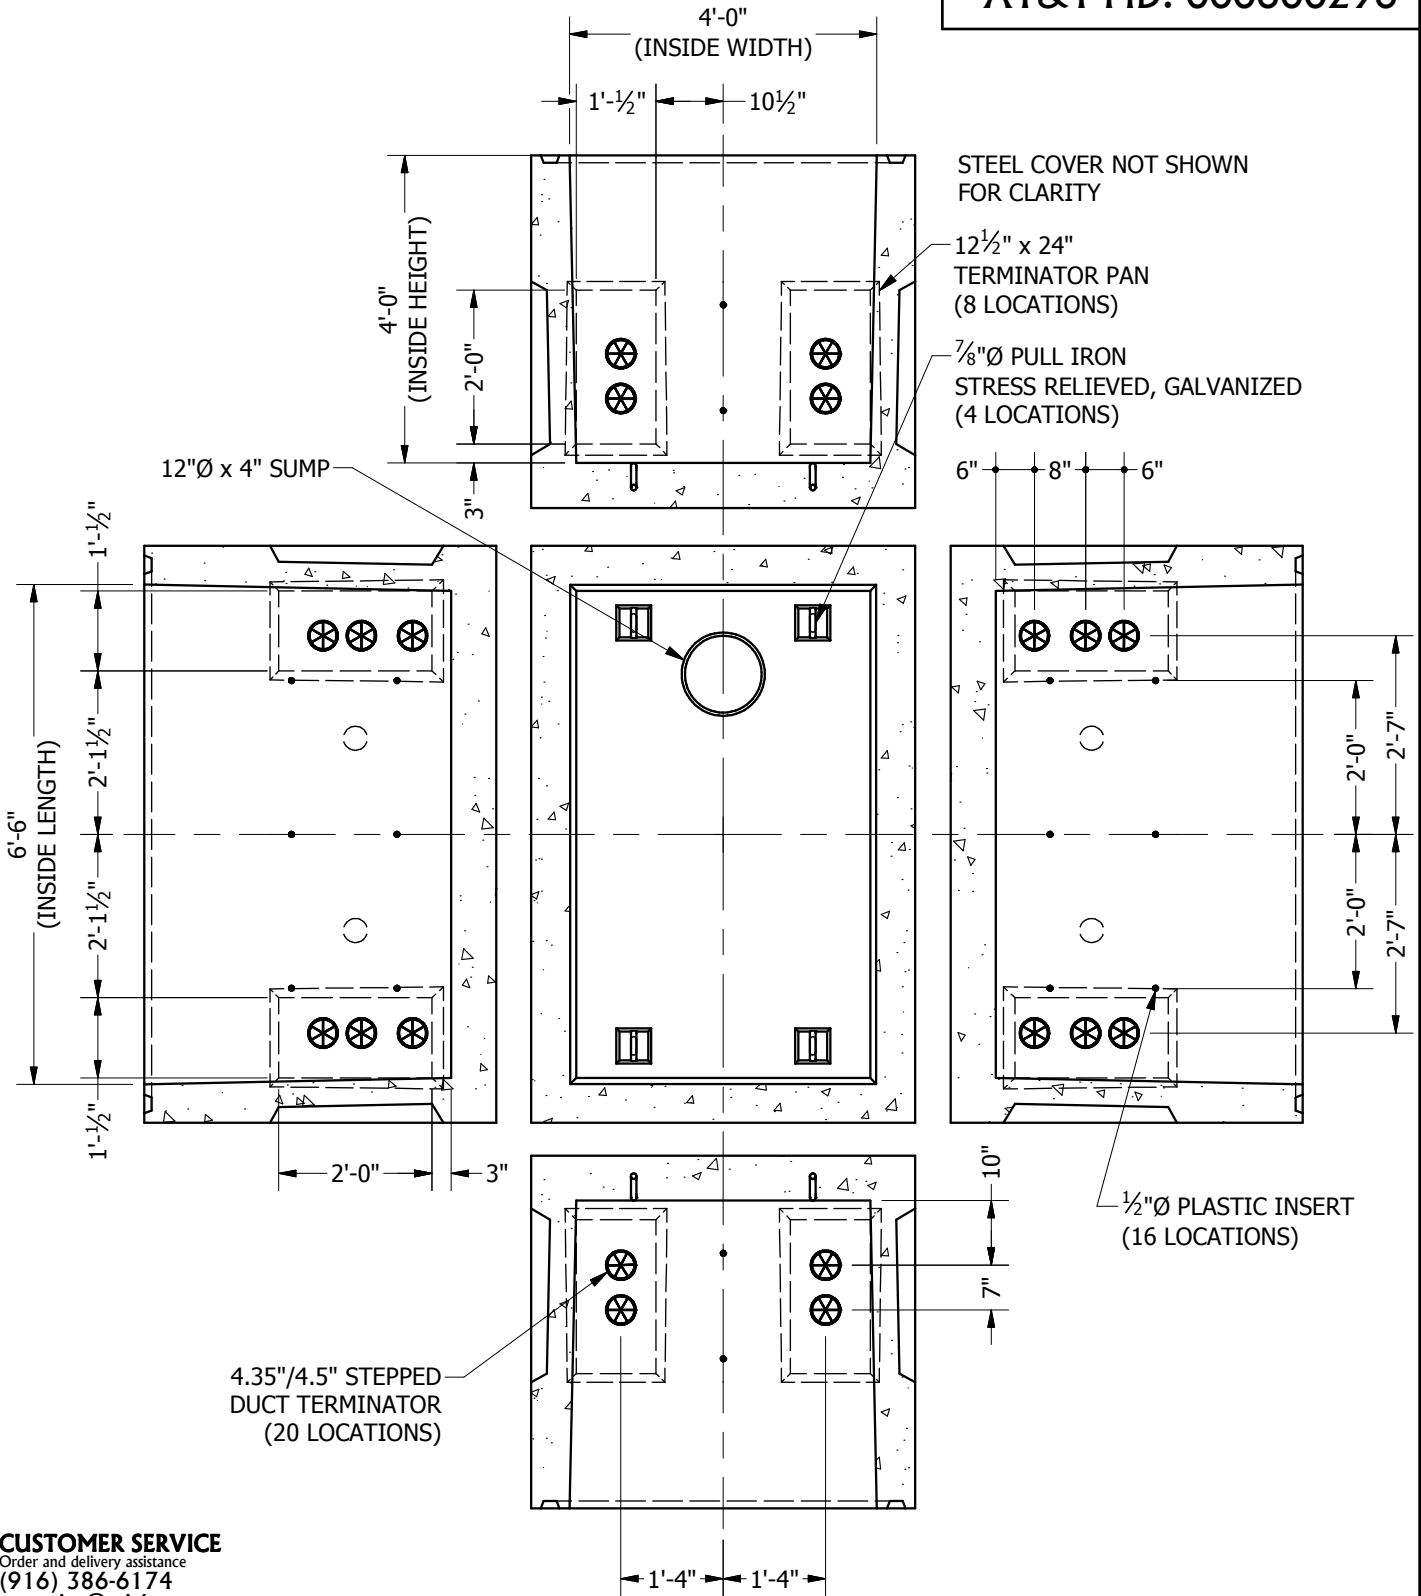 AT&T PID: 
4'-0"
(INSIDE WIDTH)
1'-½"
10½"
STEEL COVER NOT SHOWN
FOR CLARITY
12½" x 24"
TERMINATOR PAN
(8 LOCATIONS)
4'-0"
(INSIDE HEIGHT)
2'-0"
3"
⅞"Ø PULL IRON
STRESS RELIEVED, GALVANIZED
(4 LOCATIONS)
12"Ø x 4" SUMP
6"
8"
6"
1'-½"
2'-1½"
6'-6"
(INSIDE LENGTH)
2'-1½"
1'-½"
2'-0"
3"
2'-0"
2'-7"
2'-0"
2'-7"
10"
7"
½"Ø PLASTIC INSERT
(16 LOCATIONS)
4.35"/4.5" STEPPED
DUCT TERMINATOR
(20 LOCATIONS)
1'-4"
1'-4"
CUSTOMER SERVICE
Order and delivery assistance
(916) 386-6174